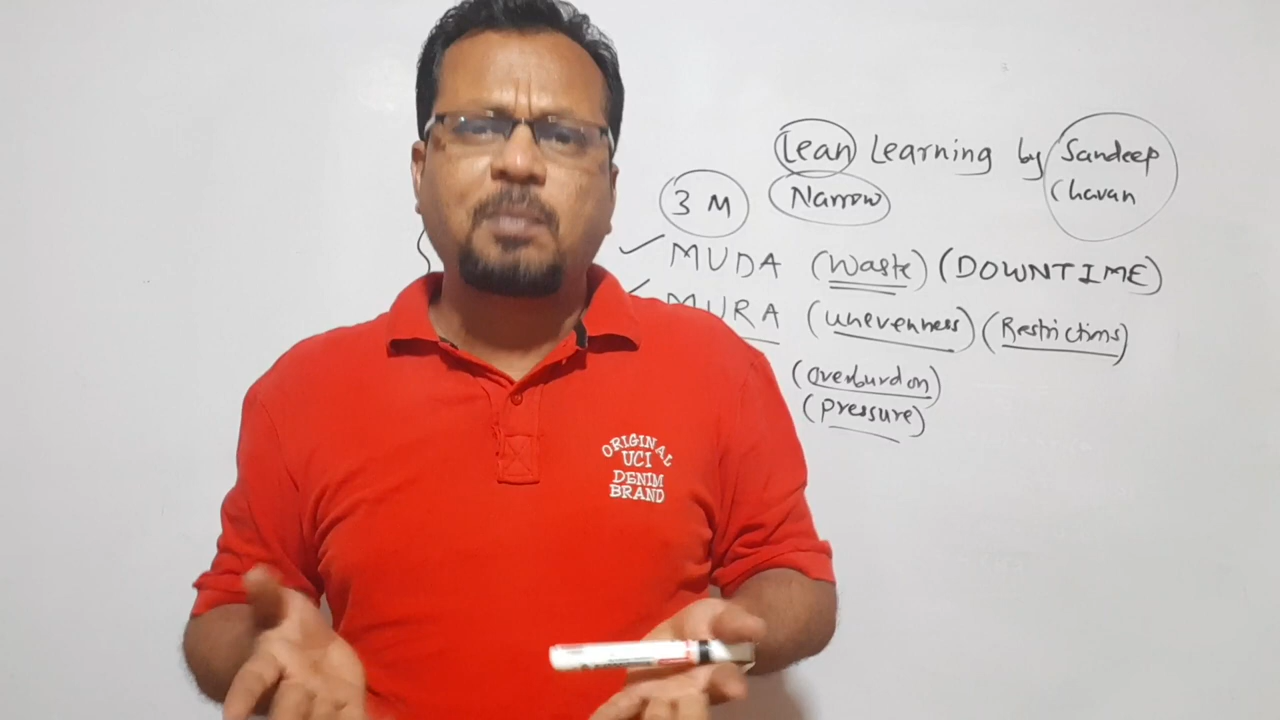 Lean Learning by Sandeep
Chavan
3 M
Narrow
MUDA (Waste) (DOWNTIME)
MURA (unevenness) (Restrictions)
(overburdon)
(pressure)
ORIGINAL
UCI
DENIM
BRAND